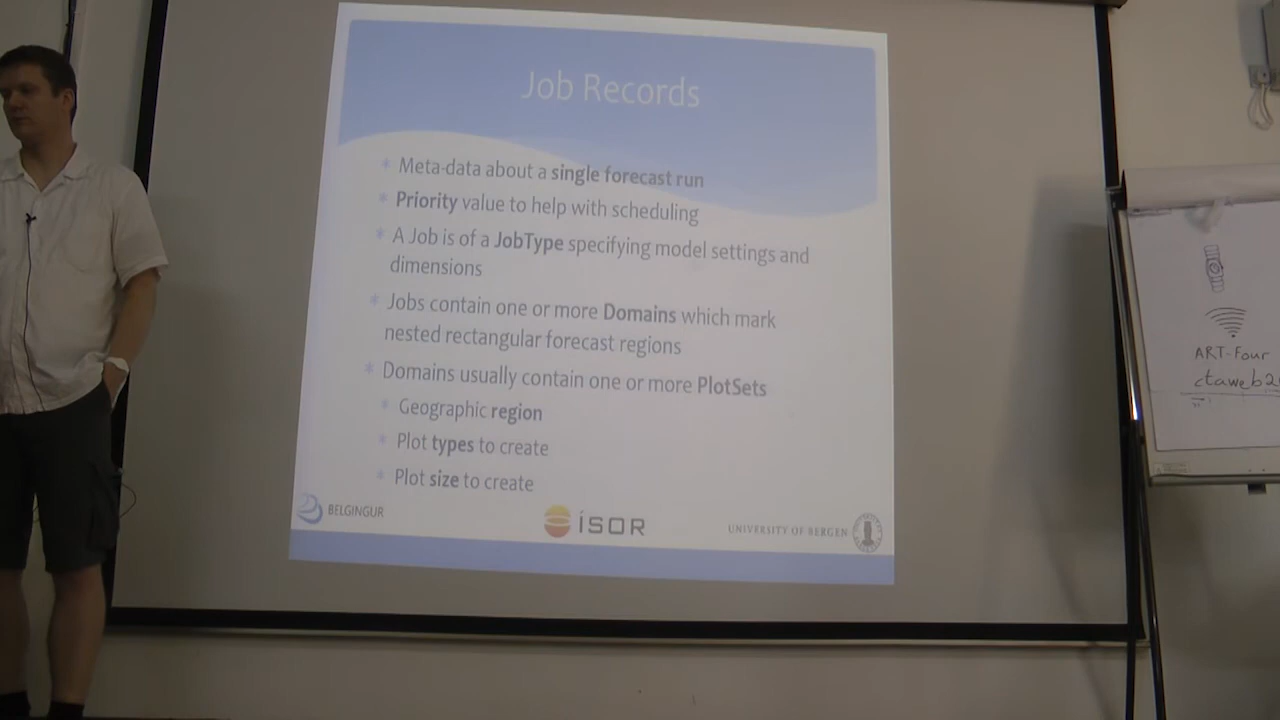 Job Records
* Meta-data about a single forecast run
* Priority value to help with scheduling
* A Job is of a JobType specifying model settings and
dimensions
* Jobs contain one or more Domains which mark
nested rectangular forecast regions
* Domains usually contain one or more PlotSets
* Geographic region
* Plot types to create
* Plot size to create
BELGINGUR
ÍSOR
UNIVERSITY OF BERGEN
ART-Four